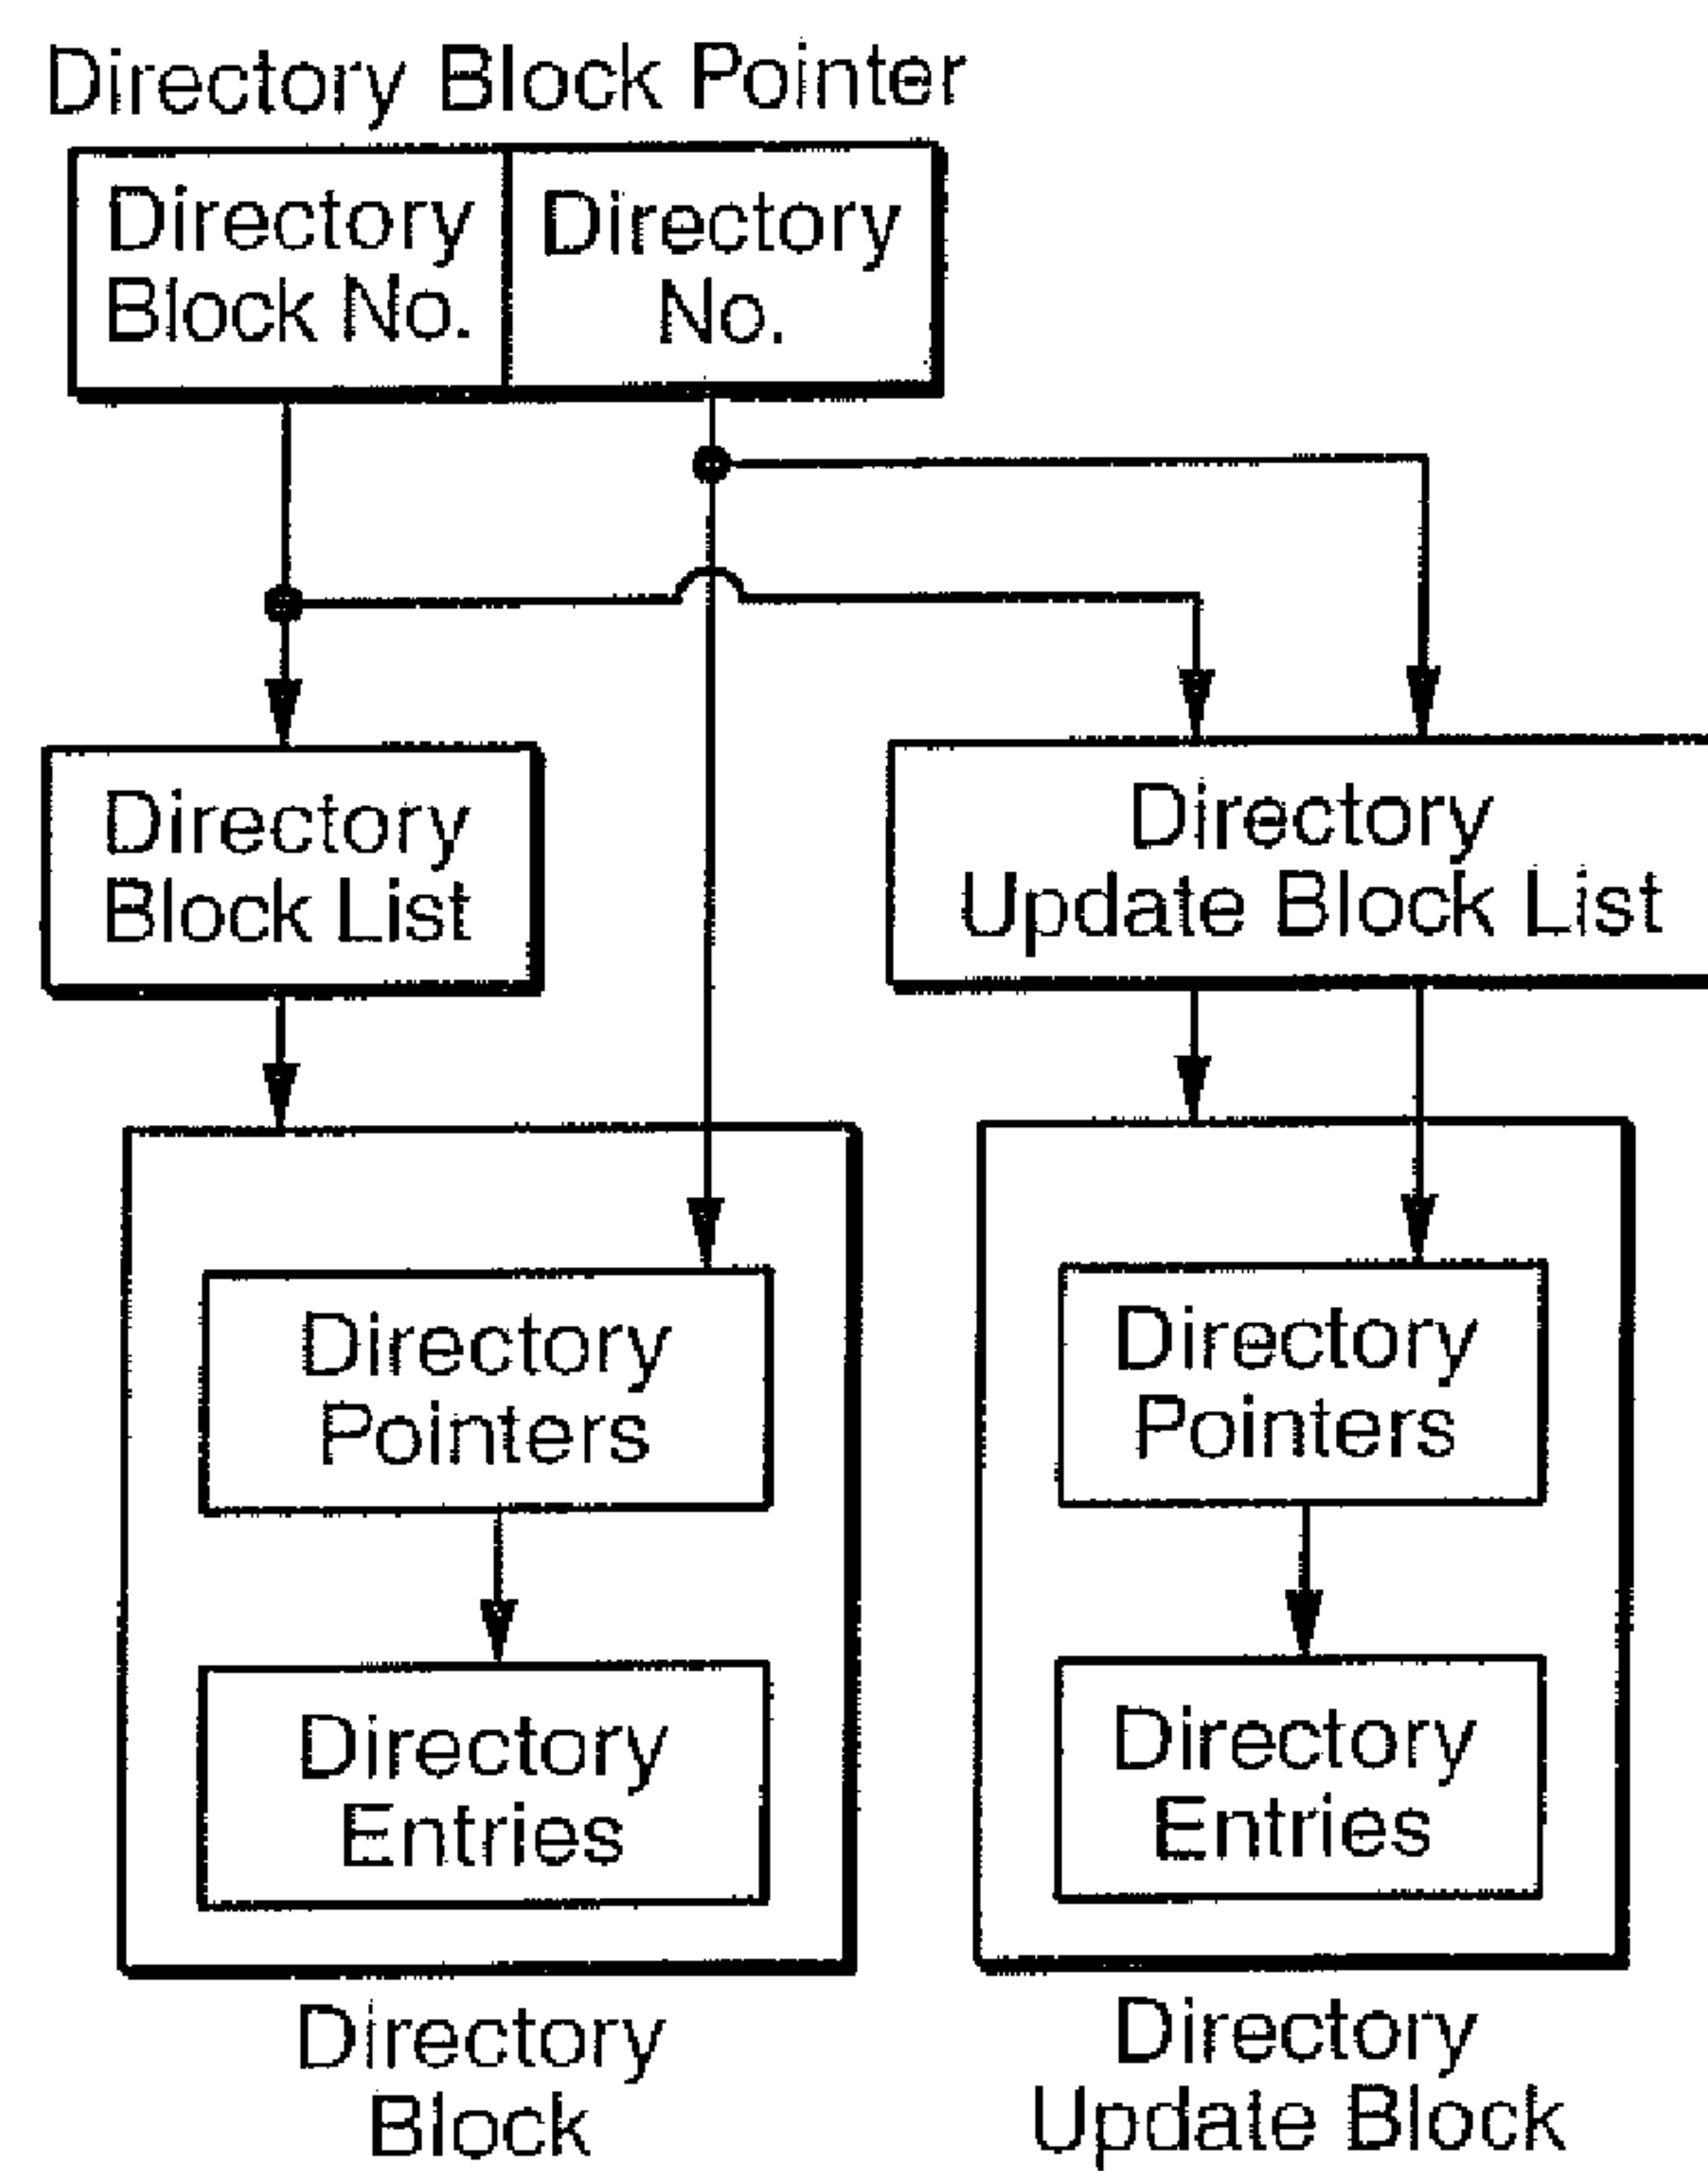 Directory Block Pointer
Directory
Block No.
Directory
No.
Directory
Block List
Directory
Update Block List
Directory
Pointers
Directory
Entries
Directory
Block
Directory
Pointers
Directory
Entries
Directory
Update Block